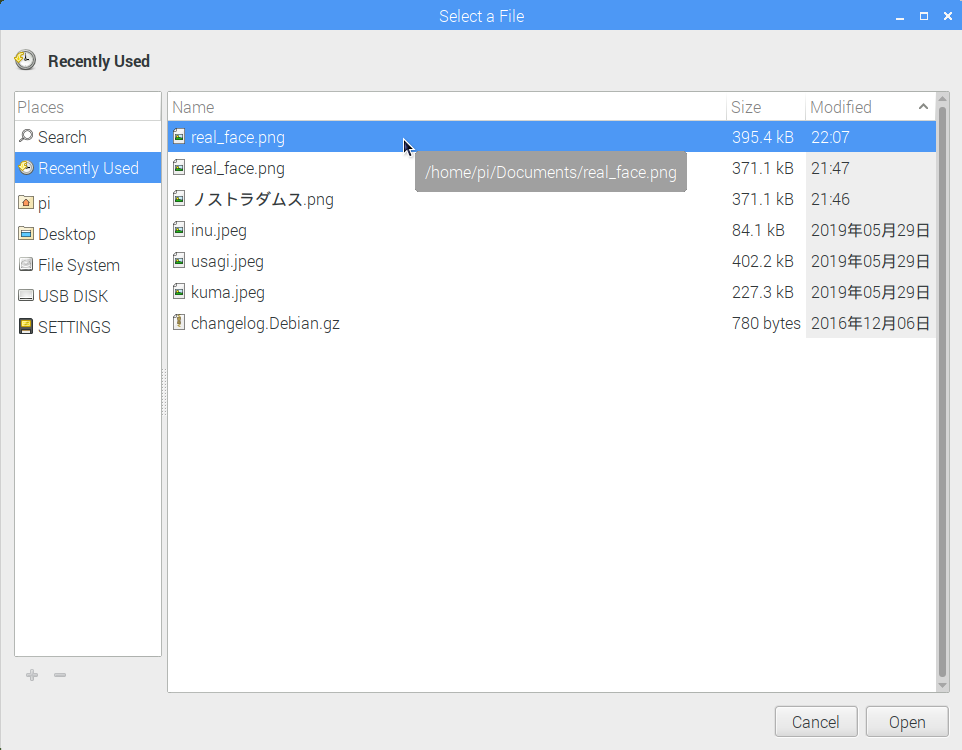 Select a File
Recently Used
Places
Search
Recently Used
pi
Desktop
File System
USB DISK
SETTINGS
Name Size Modified
real_face.png 395.4 kB 22:07
/home/pi/Documents/real_face.png
real_face.png 371.1 kB 21:47
ノストラダムス.png 371.1 kB 21:46
inu.jpeg 84.1 kB 2019年05月29日
usagi.jpeg 402.2 kB 2019年05月29日
kuma.jpeg 227.3 kB 2019年05月29日
changelog.Debian.gz 780 bytes 2016年12月06日
Cancel Open